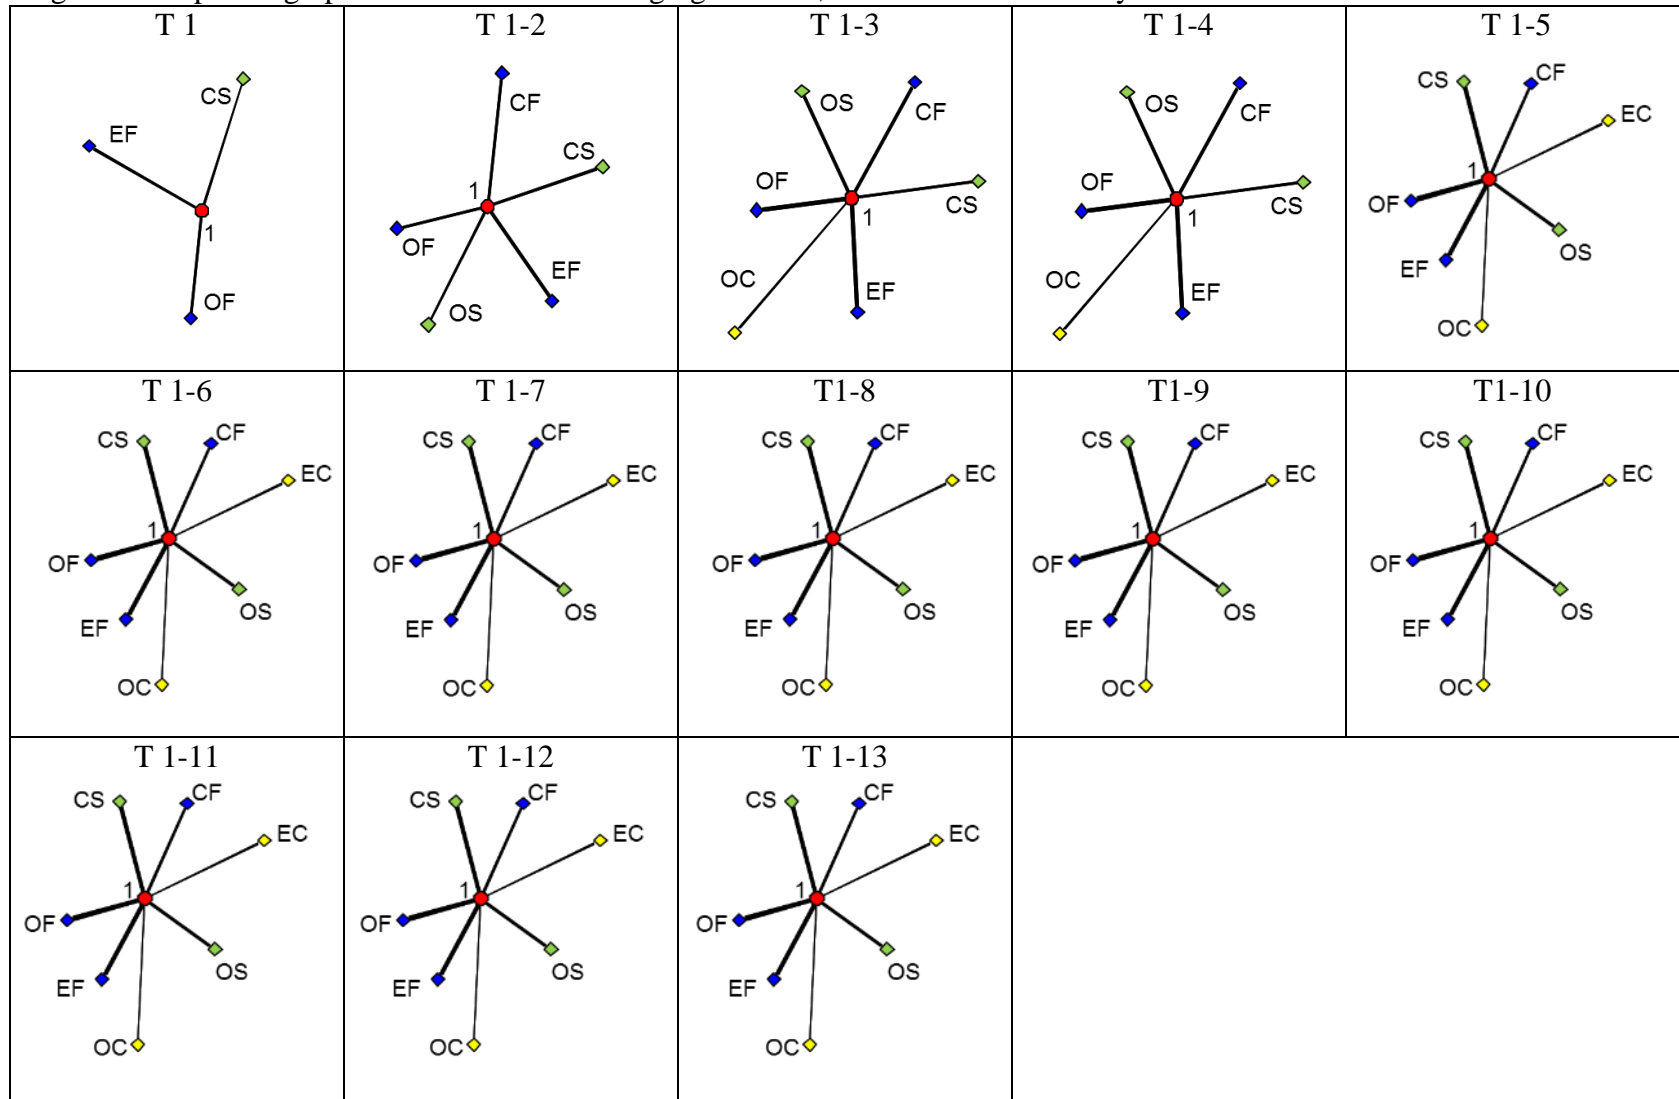 T 1
T 1-2
T 1-3
T 1-4
T 1-5
CS
EF
1
OF
CF
CS
1
OF
EF
OS
OS
CF
OF
CS
1
OC
EF
OS
CF
OF
CS
1
OC
EF
CS
CF
EC
1
OF
OS
EF
OC
T 1-6
T 1-7
T1-8
T1-9
T1-10
CS
CF
EC
1
OF
OS
EF
OC
CS
CF
EC
1
OF
OS
EF
OC
CS
CF
EC
1
OF
OS
EF
OC
CS
CF
EC
1
OF
OS
EF
OC
CS
CF
EC
1
OF
OS
EF
OC
T 1-11
T 1-12
T 1-13
CS
CF
EC
1
OF
OS
EF
OC
CS
CF
EC
1
OF
OS
EF
OC
CS
CF
EC
1
OF
OS
EF
OC